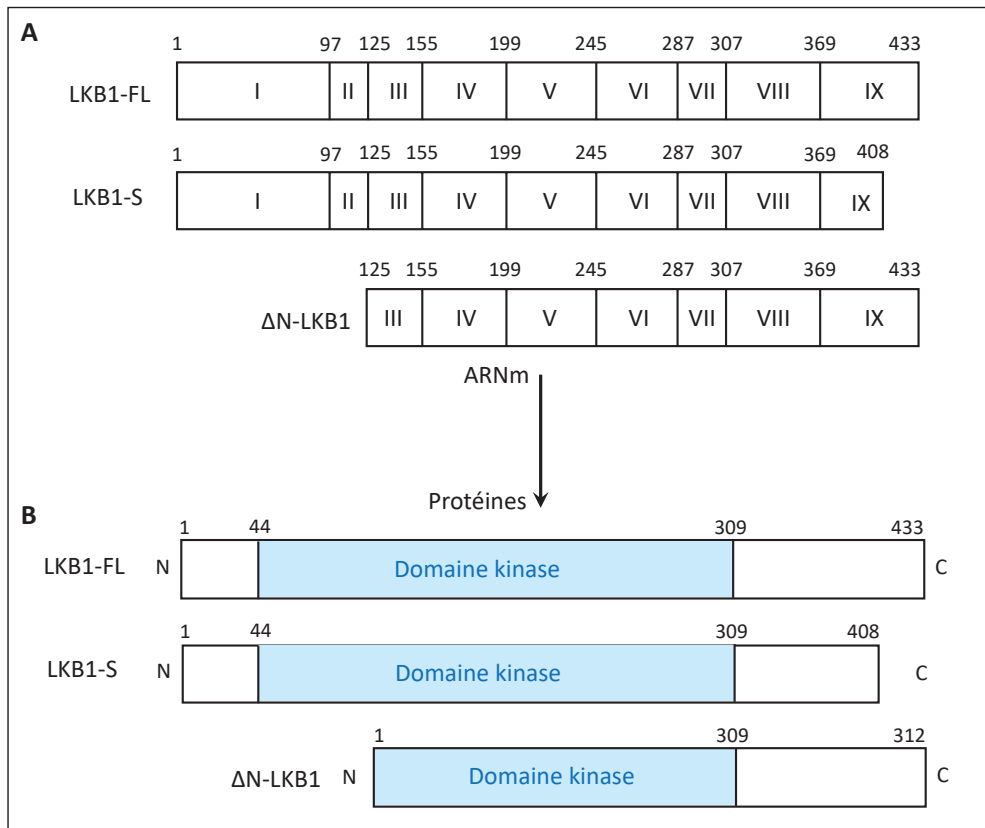 A
1 97 125 155 199 245 287 307 369 433
LKB1-FL I II III IV V VI VII VIII IX
1 97 125 155 199 245 287 307 369 408
LKB1-S I II III IV V VI VII VIII IX
125 155 199 245 287 307 369 433
ΔN-LKB1 III IV V VI VII VIII IX
ARNm
Protéines
B
1 44 309 433
LKB1-FL N Domaine kinase C
1 44 309 408
LKB1-S N Domaine kinase C
1 309 312
ΔN-LKB1 N Domaine kinase C